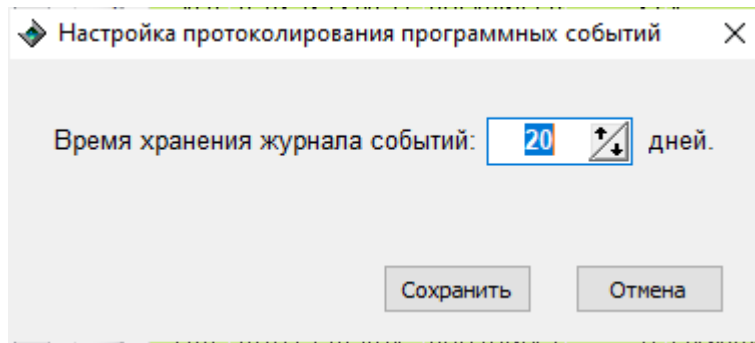 Настройка протоколирования программных событий
Время хранения журнала событий: 20 дней.
Сохранить Отмена